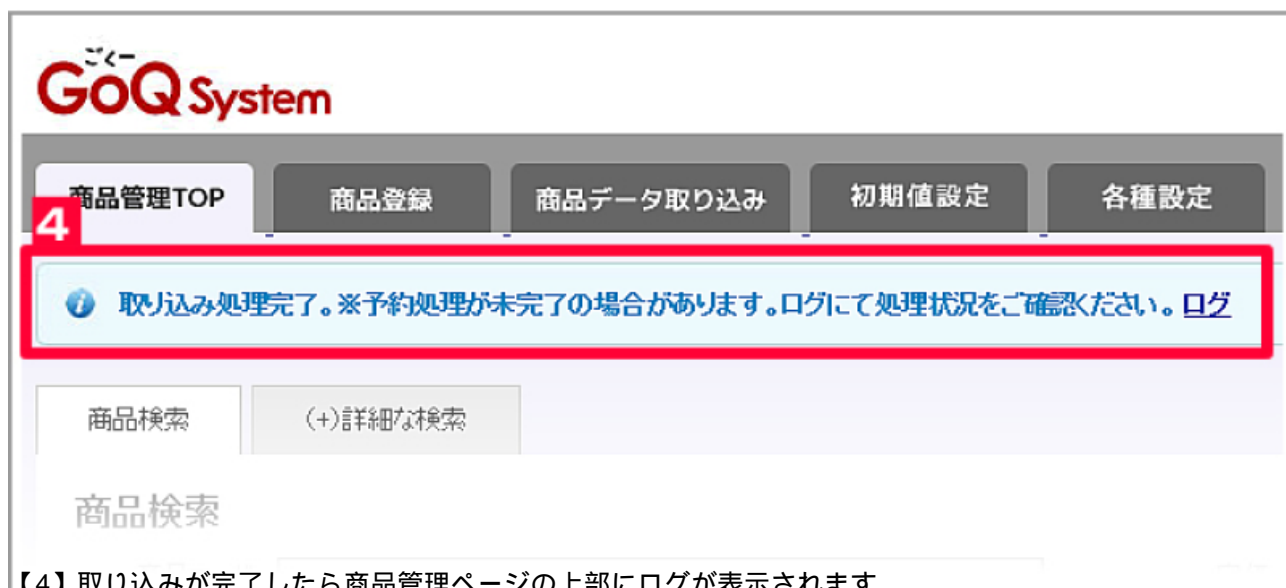 ごくー
GoQ System
商品管理TOP 商品登録 商品データ取り込み 初期値設定 各種設定
4
取り込み処理完了。※予約処理が未完了の場合があります。ログにて処理状況をご確認ください。ログ
商品検索 (+)詳細な検索
商品検索
【4】取り込みが完了したら商品管理ページの上部にログが表示されます